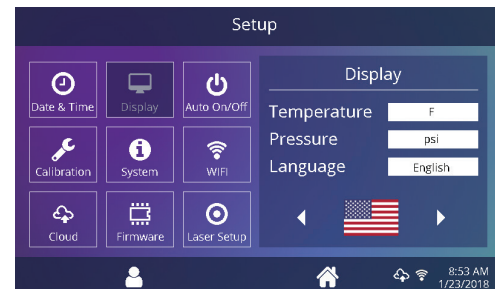 Setup
Date & Time Display Auto On/Off
Calibration System WIFI
Cloud Firmware Laser Setup
Display
Temperature F
Pressure psi
Language English
8:53 AM
1/23/2018